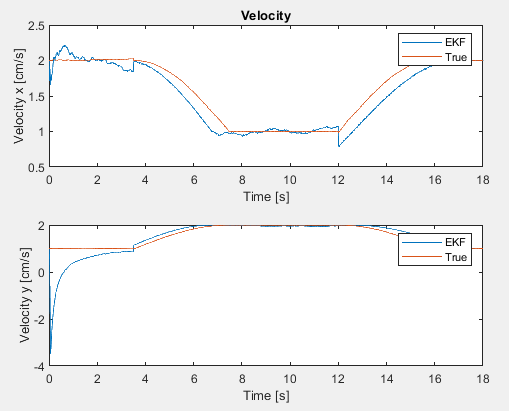 Velocity
2.5
2
1.5
1
0.5
Velocity x [cm/s]
EKF
True
0 2 4 6 8 10 12 14 16 18
Time [s]
2
0
-2
-4
Velocity y [cm/s]
EKF
True
0 2 4 6 8 10 12 14 16 18
Time [s]